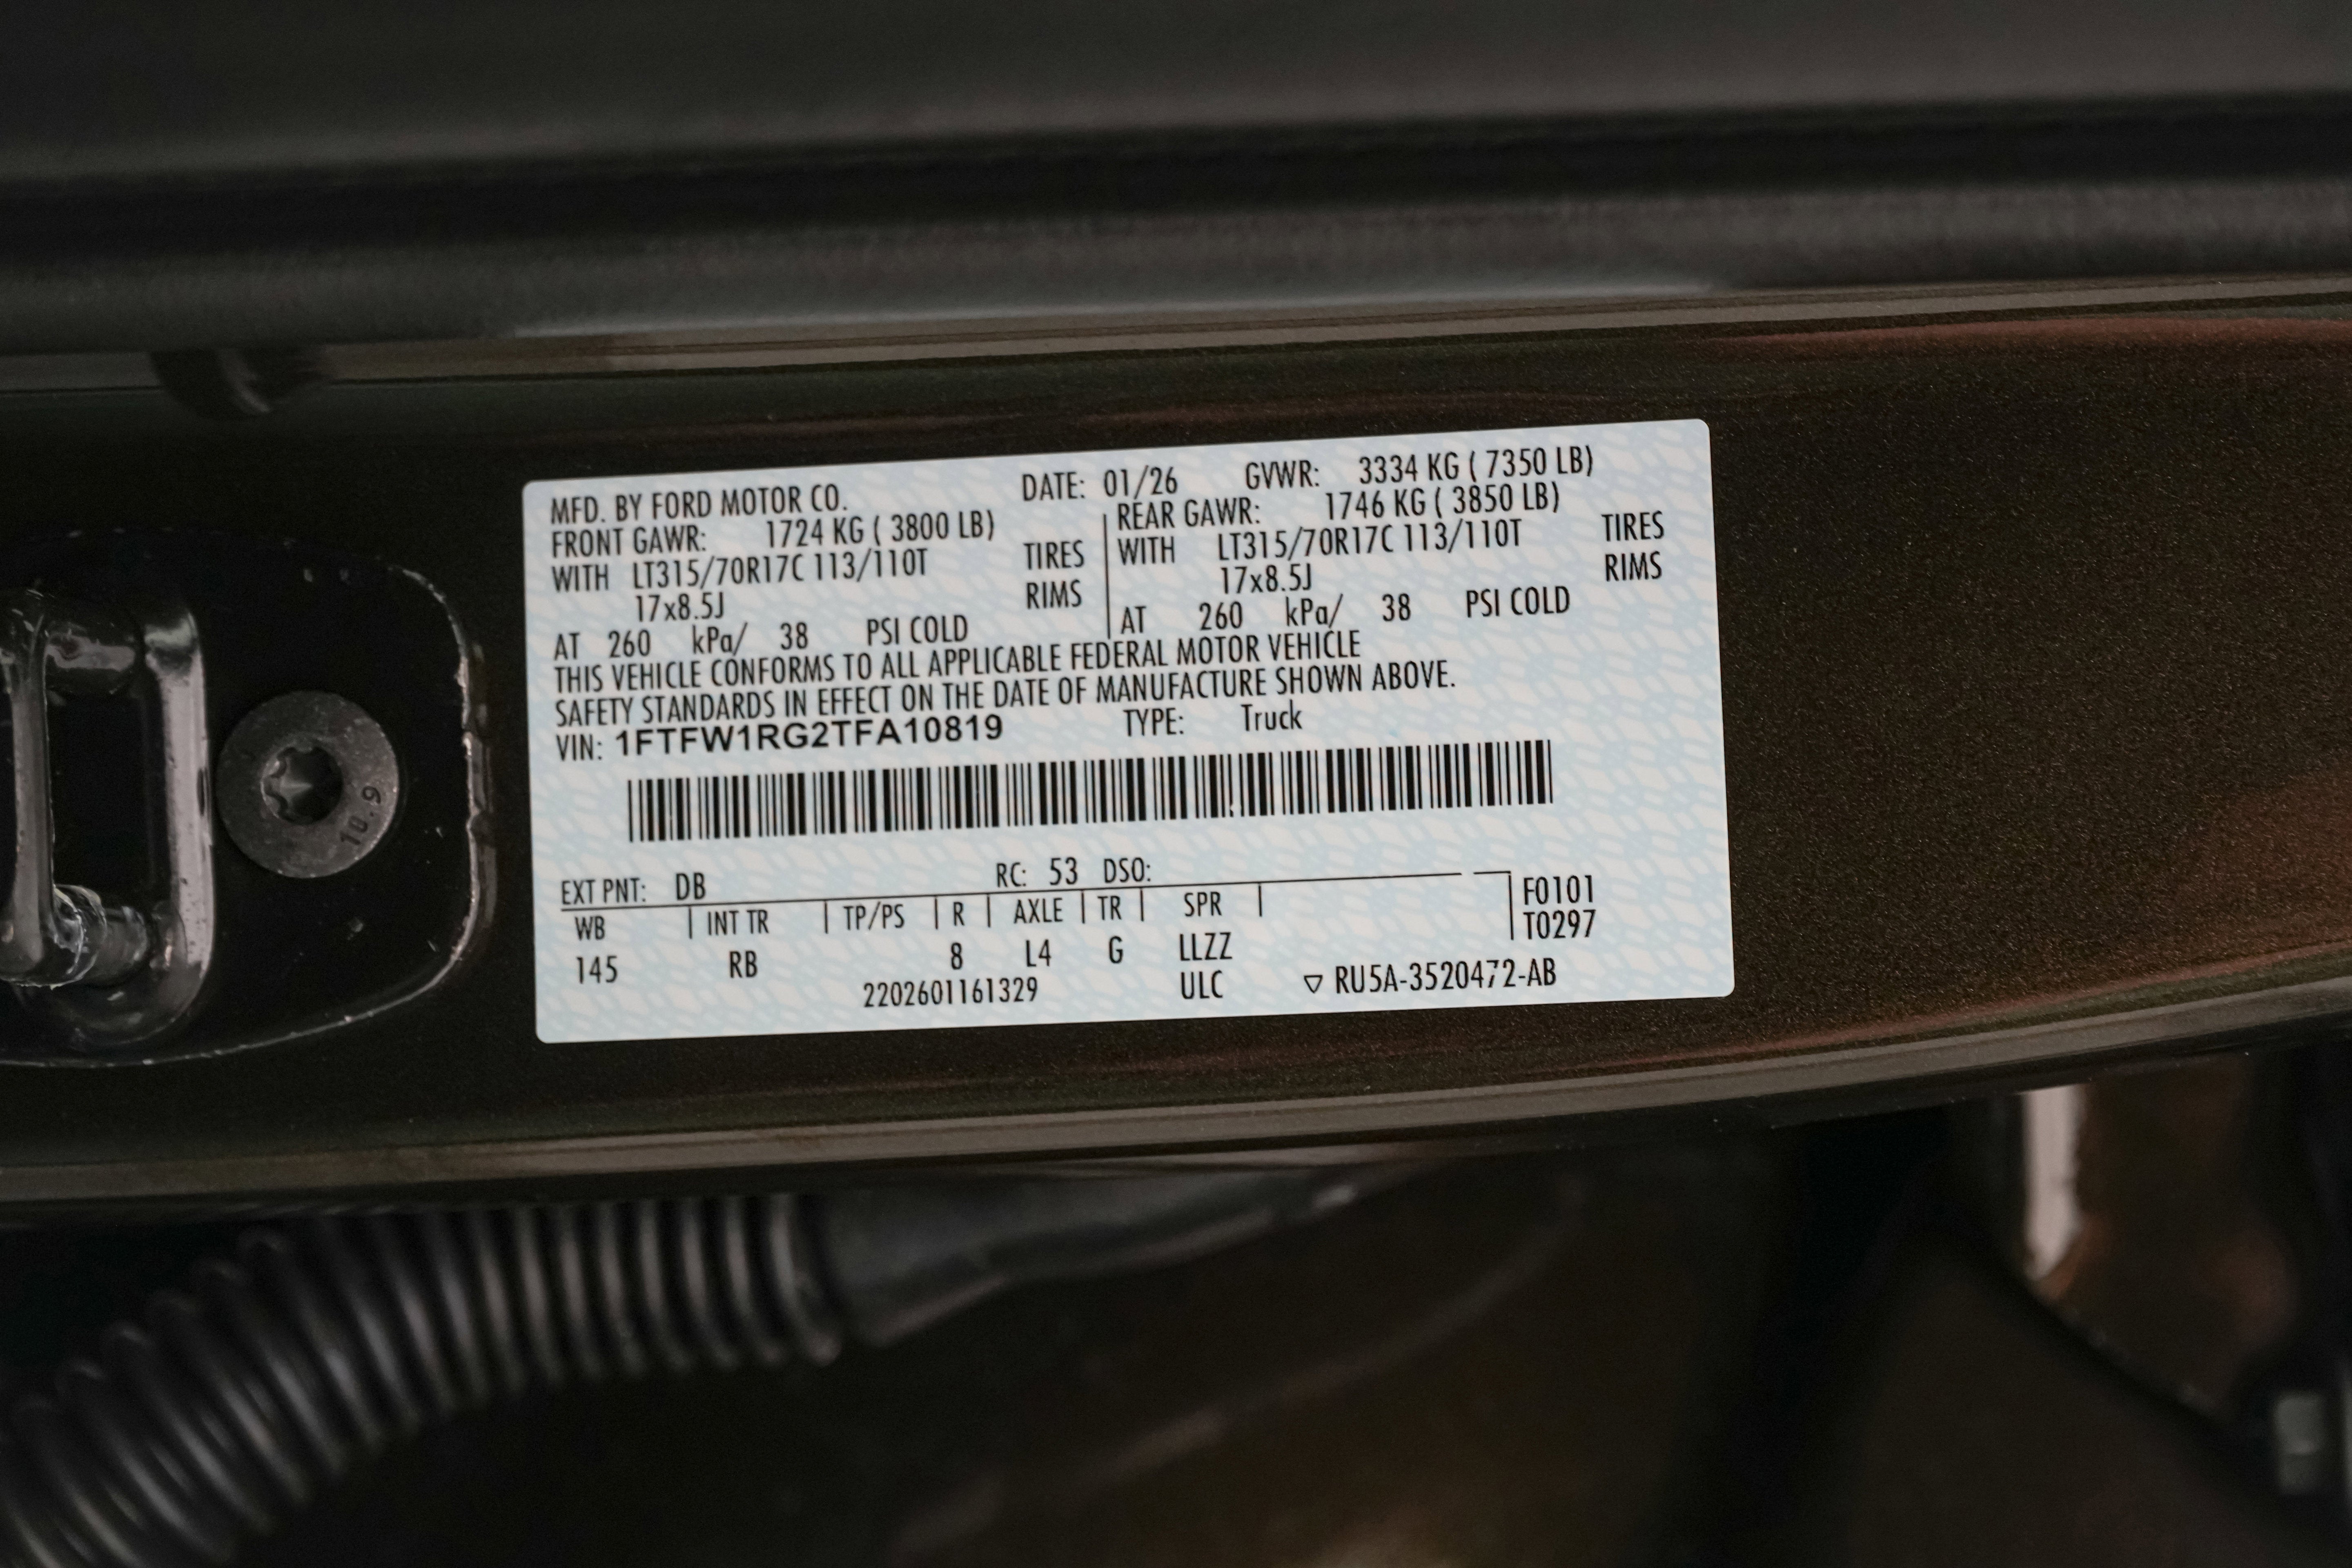 MFD. BY FORD MOTOR CO. DATE: 01/26 GVWR: 3334 KG ( 7350 LB)
FRONT GAWR: 1724 KG ( 3800 LB) REAR GAWR: 1746 KG ( 3850 LB)
WITH LT315/70R17C 113/110T TIRES WITH LT315/70R17C 113/110T TIRES
17x8.5J RIMS 17x8.5J RIMS
AT 260 kPa/ 38 PSI COLD AT 260 kPa/ 38 PSI COLD
THIS VEHICLE CONFORMS TO ALL APPLICABLE FEDERAL MOTOR VEHICLE
SAFETY STANDARDS IN EFFECT ON THE DATE OF MANUFACTURE SHOWN ABOVE.
VIN: 1FTFW1RG2TFA10819 TYPE: Truck
EXT PNT: DB RC: 53 DSO:
WB INT TR TP/PS R AXLE TR SPR F0101
T0297
145 RB 8 L4 G LLZZ
2202601161329 ULC ▽ RU5A-3520472-AB
10.9